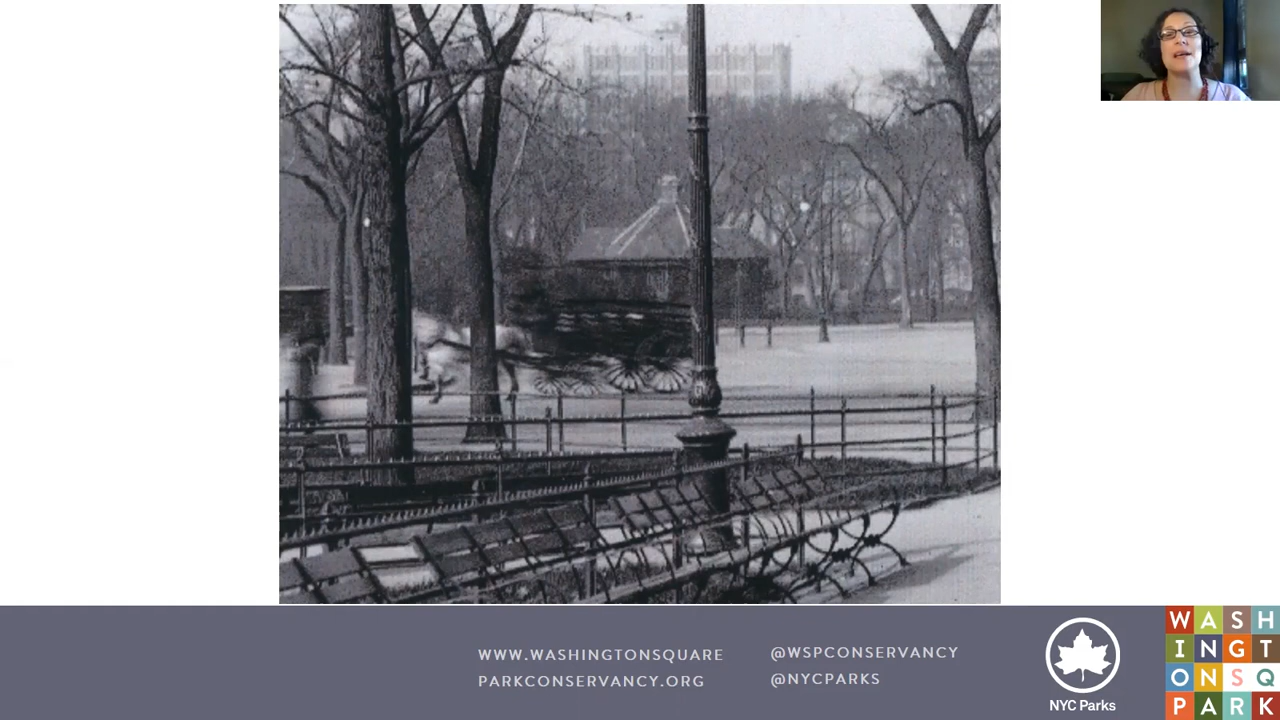 WWW.WASHINGTONSQUARE
PARKCONSERVANCY.ORG
@WSPCONSERVANCY
@NYCPARKS
NYC Parks
WASH
INGT
ONSQ
PARK